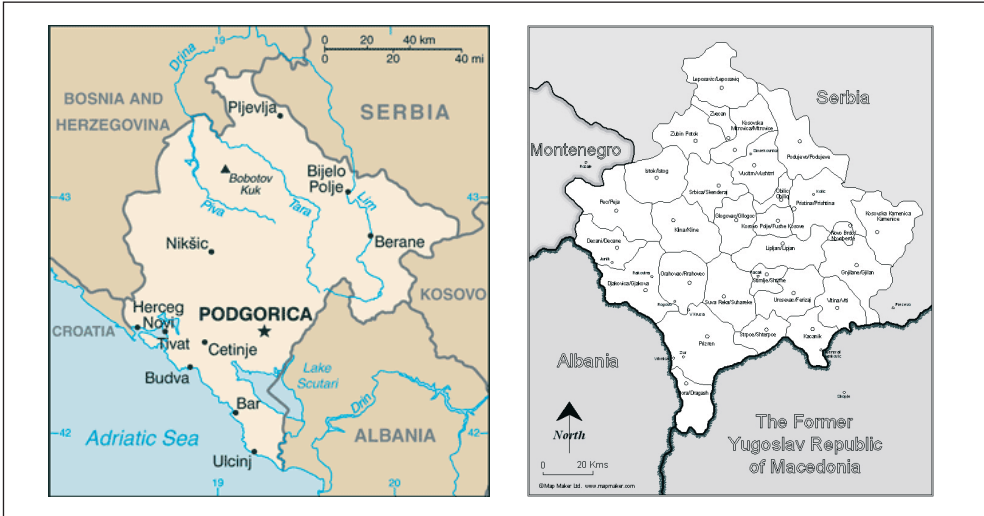 19
0 20 40 km
0 20 40 mi
Drina
BOSNIA AND
HERZEGOVINA
Pljevlja
SERBIA
Bobotov
Kuk
Bijelo
Polje
43
43
Piva
Tara
Lim
Nikšic
Berane
KOSOVO
Herceg
Novi
PODGORICA
CROATIA
Tivat
Cetinje
Budva
Lake
Scutari
Bar
Drin
42
Adriatic Sea
ALBANIA
42
Ulcinj
19
20
Leposavic/Leposaviq
Serbia
Zvecan
Kosovska
Mitrovica/Mitrovice
Zubin Potok
Montenegro
Podujevo/Podujeva
Vucitrn/Vushtrri
Istok/Istog
Srbica/Skenderaj
Obilic
Obiliq
Pristina/Prishtina
Pec/Peja
Glogovac/Gllogoc
Kosovska Kamenica
Kamenice
Klina/Kline
Kosovo Polje/Fushe Kosove
Novo Brdo/
Decani/Decane
Lipljan/Lipjan
Gnjilane/Gjilan
Orahovac/Rrahovec
Djakovica/Gjakova
Stimlje/Shtime
Suva Reka/Suhareke
Urosevac/Ferizaj
Vitina/Viti
Prizren
Strpce/Shterpce
Kacanik
Albania
North
The Former
Yugoslav Republic
of Macedonia
0 20 Kms
©Map Maker Ltd. www.mapmaker.com